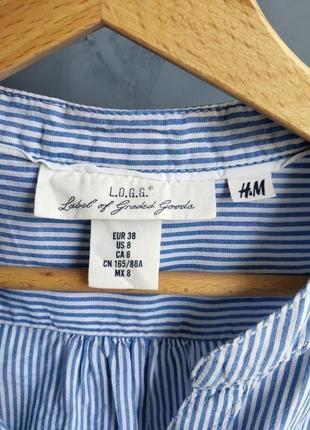 L.O.G.G.®
Label of Graded Goods
H&M
EUR 38
US 8
CA 8
CN 165/88A
MX 8